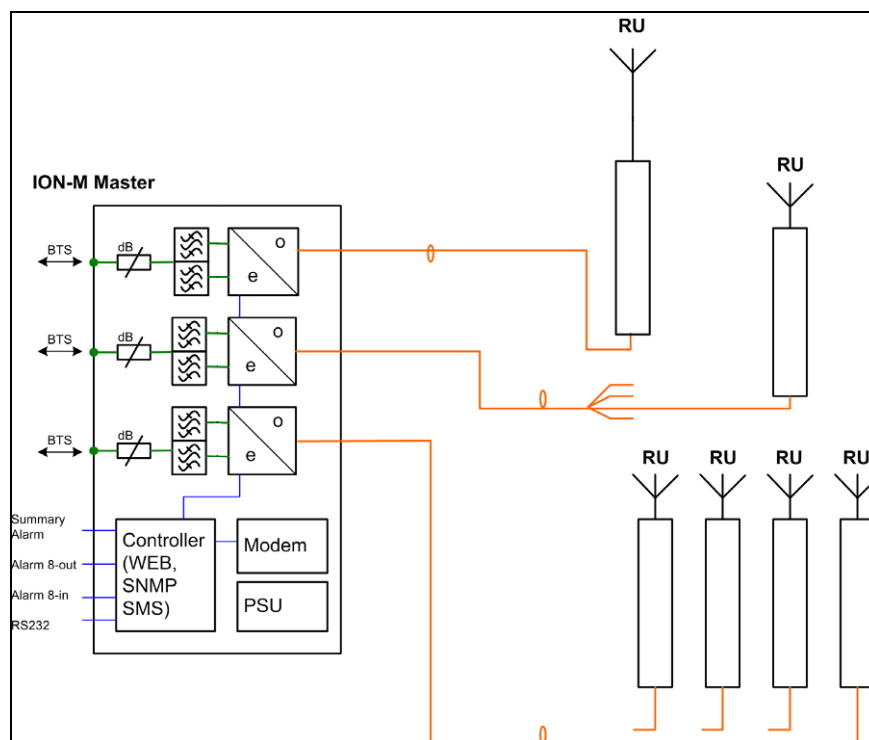 RU
RU
ION-M Master
BTS
dB
o
e
BTS
dB
o
e
BTS
dB
o
e
RU
RU
RU
RU
Summary
Alarm
Alarm 8-out
Alarm 8-in
RS232
Controller
(WEB,
SNMP
SMS)
Modem
PSU